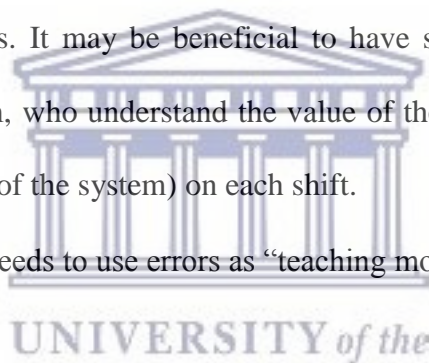 s. It may be beneficial to have s
n, who understand the value of the
of the system) on each shift.
eeds to use errors as “teaching mo
UNIVERSITY of the